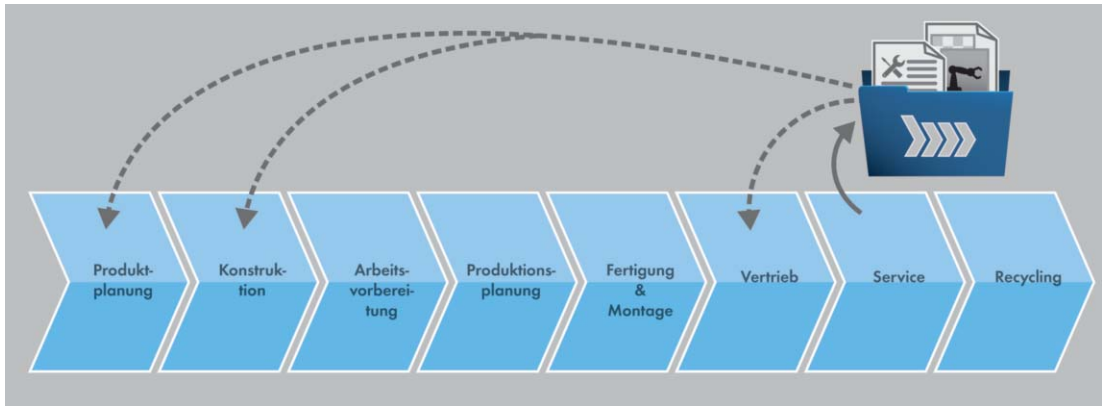 Produkt-
planung
Konstruk-
tion
Arbeits-
vorberei-
tung
Produktions-
planung
Fertigung
&
Montage
Vertrieb
Service
Recycling